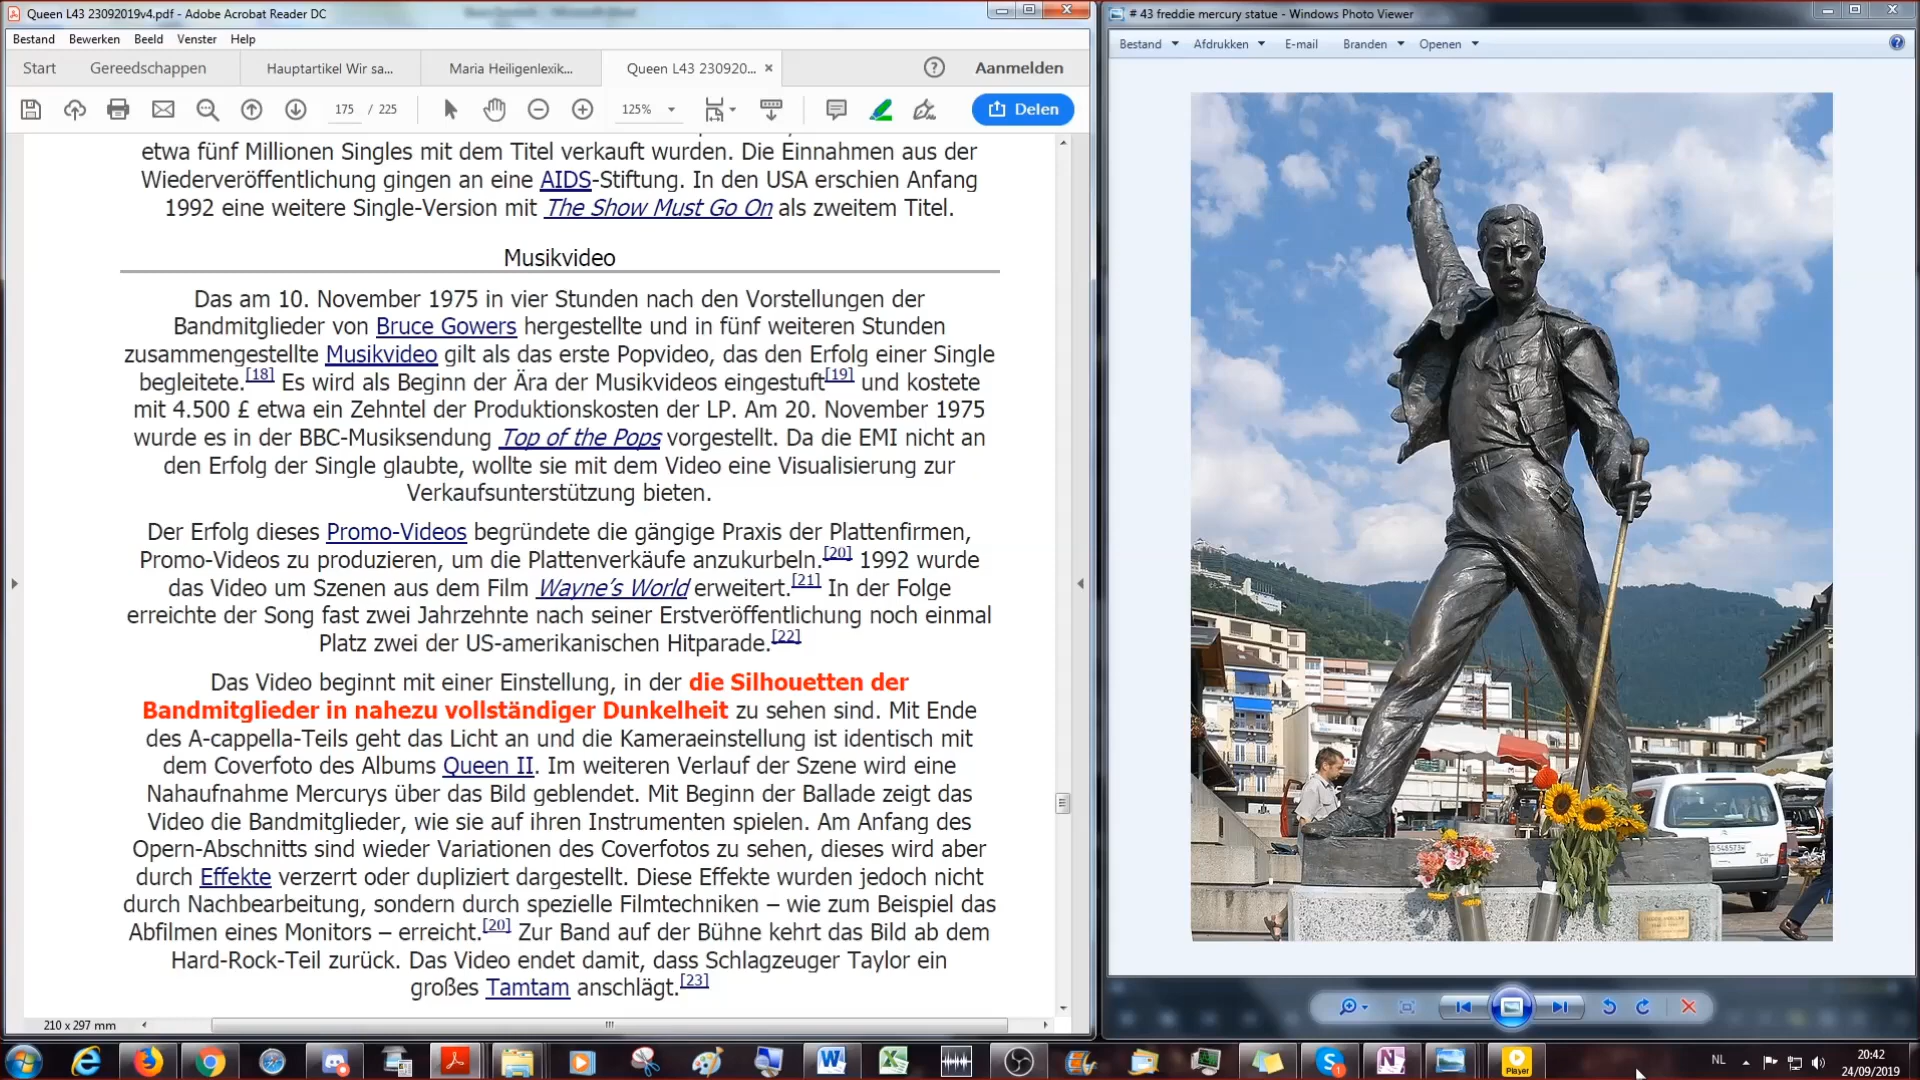 Queen L43 23092019v4.pdf - Adobe Acrobat Reader DC
Bestand Bewerken Beeld Venster Help
Start Gereedschappen Hauptartikel Wir sa... Maria Heiligenlexik... Queen L43 230920... × Aanmelden
175 / 225 125% Delen
etwa fünf Millionen Singles mit dem Titel verkauft wurden. Die Einnahmen aus der
Wiederveröffentlichung gingen an eine AIDS-Stiftung. In den USA erschien Anfang
1992 eine weitere Single-Version mit The Show Must Go On als zweitem Titel.
Musikvideo
Das am 10. November 1975 in vier Stunden nach den Vorstellungen der
Bandmitglieder von Bruce Gowers hergestellte und in fünf weiteren Stunden
zusammengestellte Musikvideo gilt als das erste Popvideo, das den Erfolg einer Single
begleitete.[18] Es wird als Beginn der Ära der Musikvideos eingestuft[19] und kostete
mit 4.500 £ etwa ein Zehntel der Produktionskosten der LP. Am 20. November 1975
wurde es in der BBC-Musiksendung Top of the Pops vorgestellt. Da die EMI nicht an
den Erfolg der Single glaubte, wollte sie mit dem Video eine Visualisierung zur
Verkaufsunterstützung bieten.
Der Erfolg dieses Promo-Videos begründete die gängige Praxis der Plattenfirmen,
Promo-Videos zu produzieren, um die Plattenverkäufe anzukurbeln.[20] 1992 wurde
das Video um Szenen aus dem Film Wayne's World erweitert.[21] In der Folge
erreichte der Song fast zwei Jahrzehnte nach seiner Erstveröffentlichung noch einmal
Platz zwei der US-amerikanischen Hitparade.[22]
Das Video beginnt mit einer Einstellung, in der die Silhouetten der
Bandmitglieder in nahezu vollständiger Dunkelheit zu sehen sind. Mit Ende
des A-cappella-Teils geht das Licht an und die Kameraeinstellung ist identisch mit
dem Coverfoto des Albums Queen II. Im weiteren Verlauf der Szene wird eine
Nahaufnahme Mercurys über das Bild geblendet. Mit Beginn der Ballade zeigt das
Video die Bandmitglieder, wie sie auf ihren Instrumenten spielen. Am Anfang des
Opern-Abschnitts sind wieder Variationen des Coverfotos zu sehen, dieses wird aber
durch Effekte verzerrt oder dupliziert dargestellt. Diese Effekte wurden jedoch nicht
durch Nachbearbeitung, sondern durch spezielle Filmtechniken – wie zum Beispiel das
Abfilmen eines Monitors – erreicht.[20] Zur Band auf der Bühne kehrt das Bild ab dem
Hard-Rock-Teil zurück. Das Video endet damit, dass Schlagzeuger Taylor ein
großes Tamtam anschlägt.[23]
210 x 297 mm
# 43 freddie mercury statue - Windows Photo Viewer
Bestand Afdrukken E-mail Branden Openen
Player
NL
20:42
24/09/2019